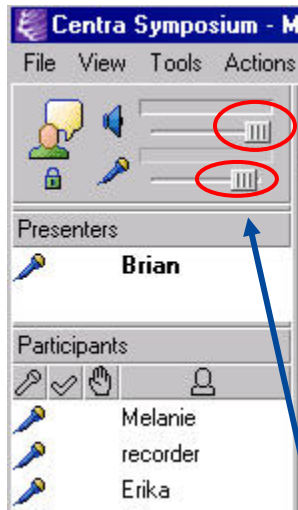 Centra Symposium - M
File View Tools Actions
Presenters
Brian
Participants
Melanie
recorder
Erika